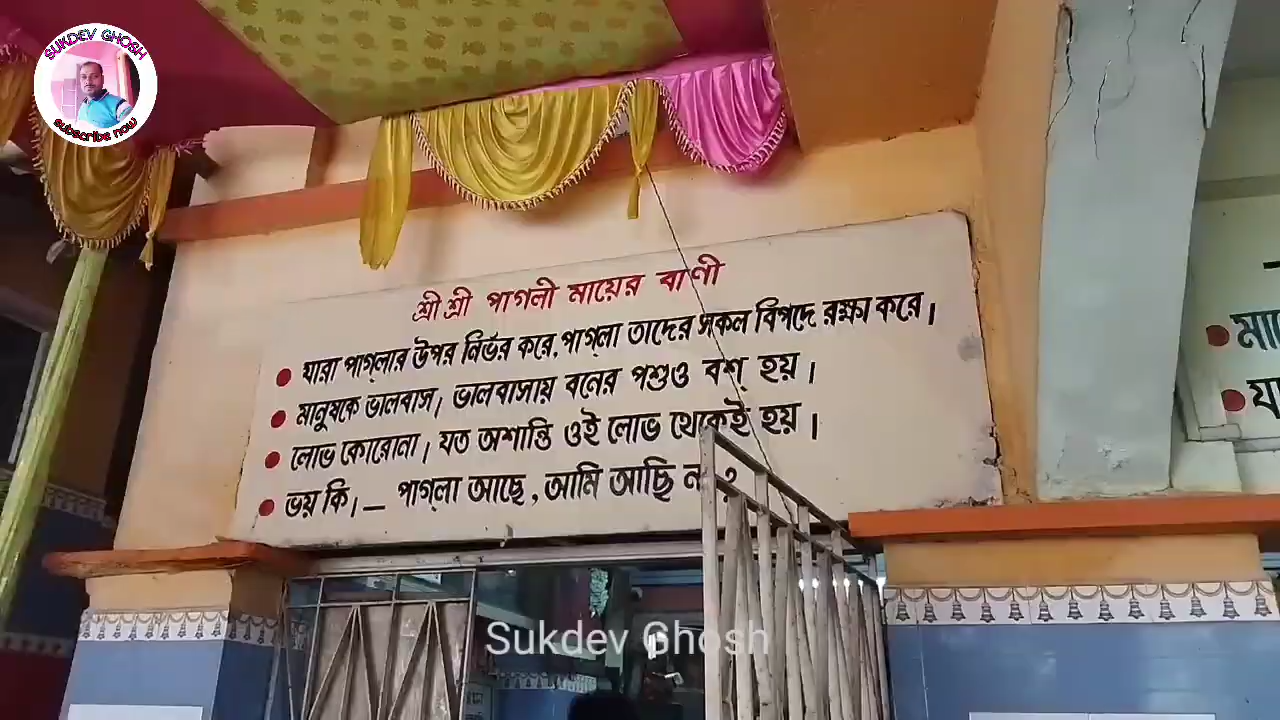 SUKDEV GHOSH
subscribe now
শ্রী শ্রী পাগলী মায়ের বাণী
যারা পাগ্‌লার উপর নির্ভর করে, পাগ্‌লা তাদের সকল বিপদে রক্ষা করে।
মানুষকে ভালবাস, ভালবাসায় বনের পশুও বশ্ হয়।
লোভ কোরোনা, যত অশান্তি ওই লোভ থেকেই হয়।
ভয় কি।— পাগ্‌লা আছে, আমি আছি না?
Sukdev Ghosh